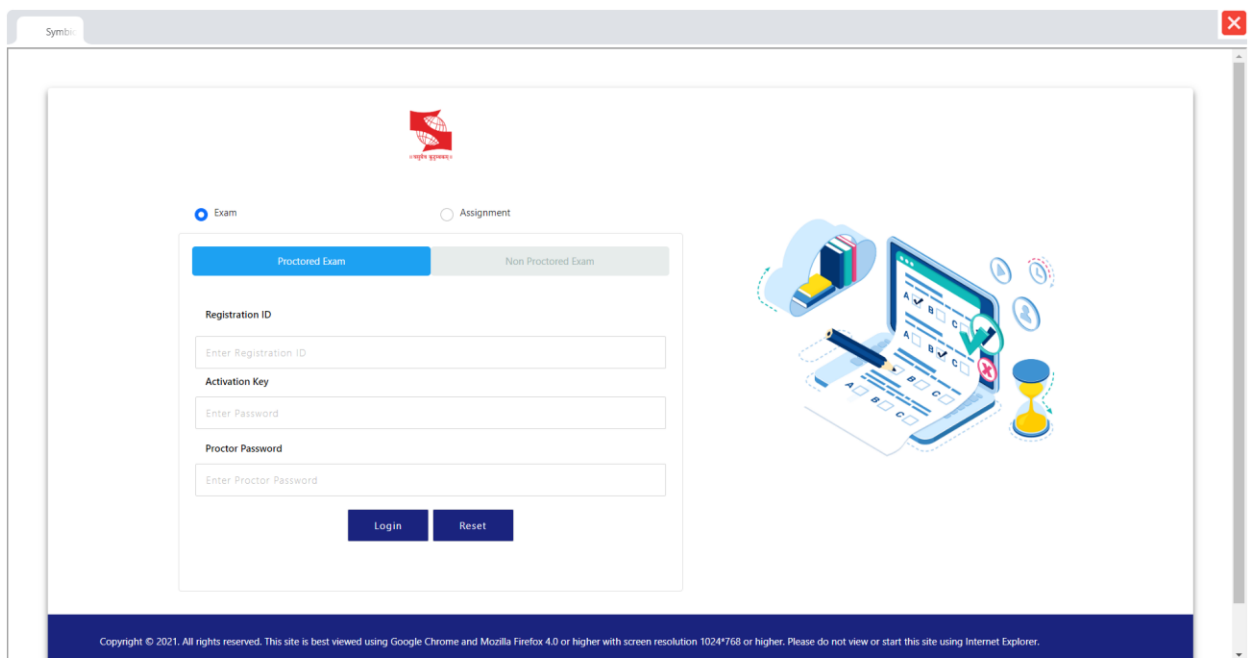 Symbi
Exam
Assignment
Proctored Exam
Non Proctored Exam
Registration ID
Enter Registration ID
Activation Key
Enter Password
Proctor Password
Enter Proctor Password
Login
Reset
A B C
A B C
A B C
A B C
Copyright © 2021. All rights reserved. This site is best viewed using Google Chrome and Mozilla Firefox 4.0 or higher with screen resolution 1024*768 or higher. Please do not view or start this site using Internet Explorer.